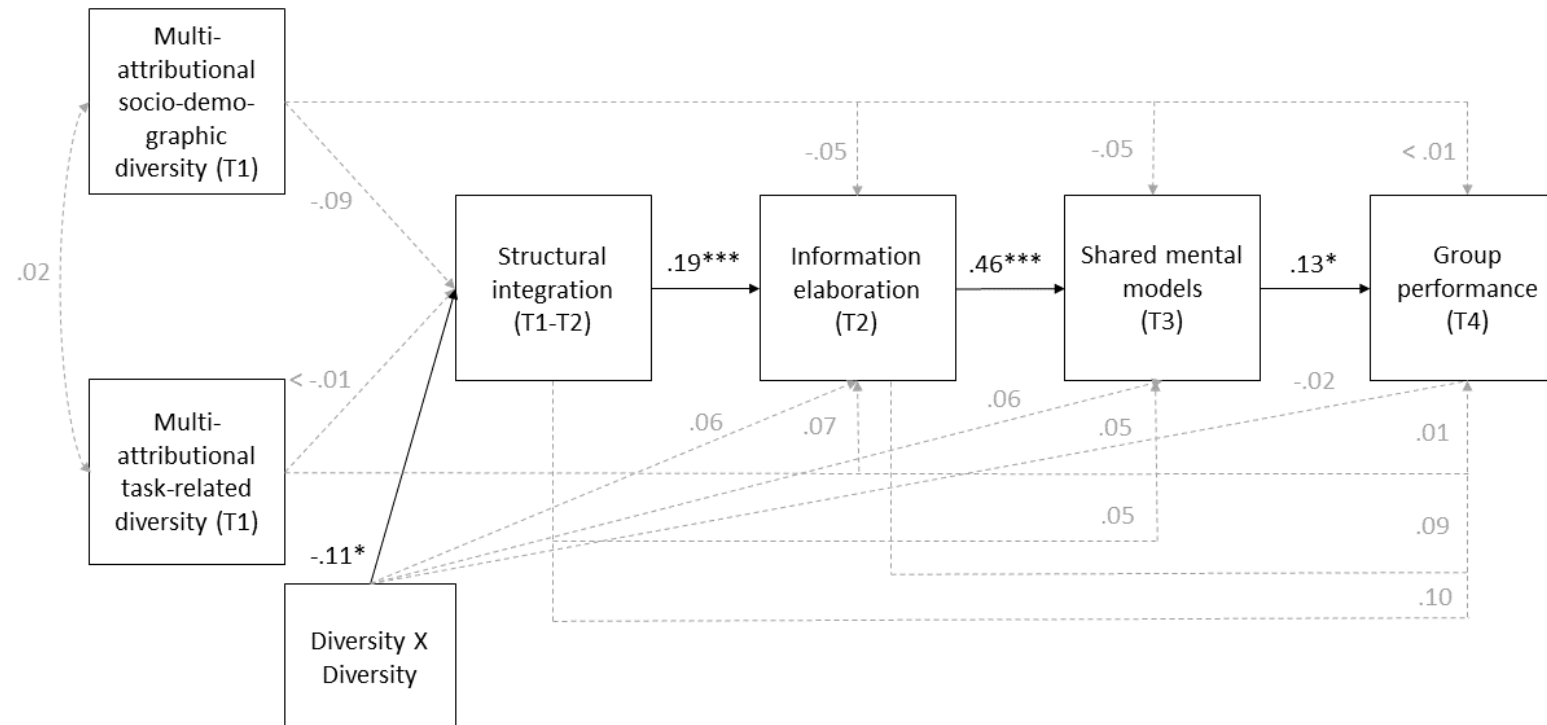 Multi-
attributional
socio-demo-
graphic
diversity (T1)
-.05
-.05
< .01
-.09
.02
Structural
integration
(T1-T2)
.19***
Information
elaboration
(T2)
.46***
Shared mental
models
(T3)
.13*
Group
performance
(T4)
< -.01
Multi-
attributional
task-related
diversity (T1)
.06
.07
.06
.05
-.02
.01
.05
.09
.10
-.11*
Diversity X
Diversity